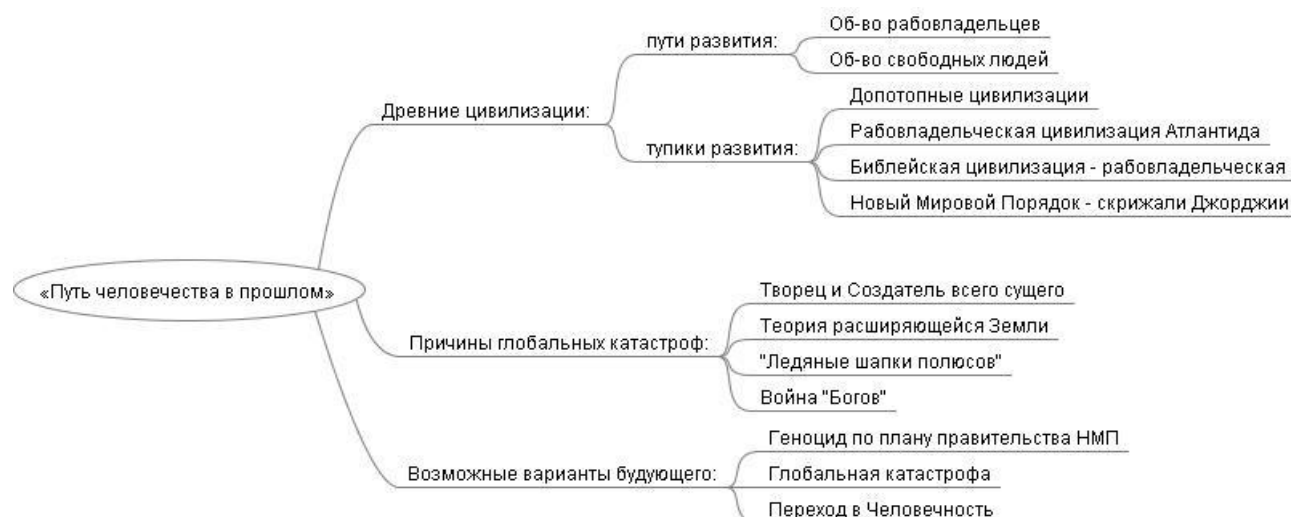 «Путь человечества в прошлом»
Древние цивилизации:
пути развития:
Об-во рабовладельцев
Об-во свободных людей
тупики развития:
Допотопные цивилизации
Рабовладельческая цивилизация Атлантида
Библейская цивилизация - рабовладельческая
Новый Мировой Порядок - скрижали Джорджии
Причины глобальных катастроф:
Творец и Создатель всего сущего
Теория расширяющейся Земли
"Ледяные шапки полюсов"
Война "Богов"
Возможные варианты будующего:
Геноцид по плану правительства НМП
Глобальная катастрофа
Переход в Человечность